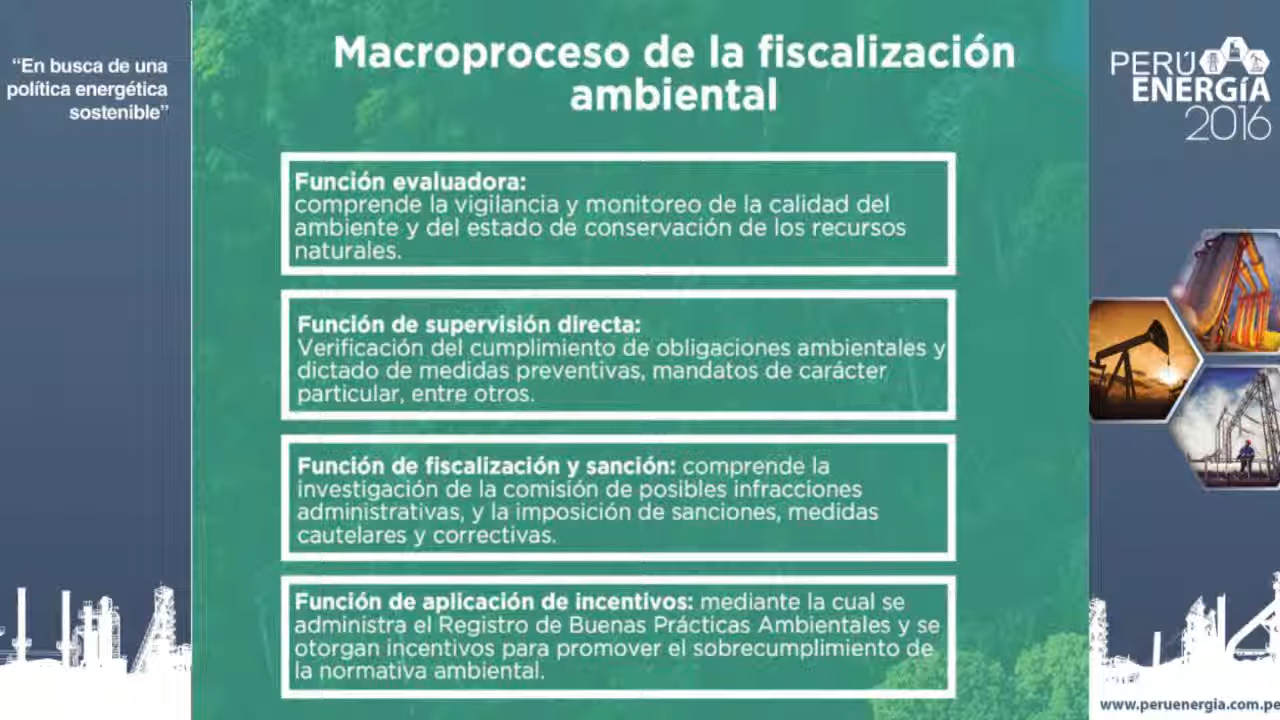 “En busca de una
política energética
sostenible”
Macroproceso de la fiscalización
ambiental
PERÚ
ENERGÍA
2016
Función evaluadora:
comprende la vigilancia y monitoreo de la calidad del
ambiente y del estado de conservación de los recursos
naturales.
Función de supervisión directa:
Verificación del cumplimiento de obligaciones ambientales y
dictado de medidas preventivas, mandatos de carácter
particular, entre otros.
Función de fiscalización y sanción: comprende la
investigación de la comisión de posibles infracciones
administrativas, y la imposición de sanciones, medidas
cautelares y correctivas.
Función de aplicación de incentivos: mediante la cual se
administra el Registro de Buenas Prácticas Ambientales y se
otorgan incentivos para promover el sobrecumplimiento de
la normativa ambiental.
www.peruenergia.com.pe